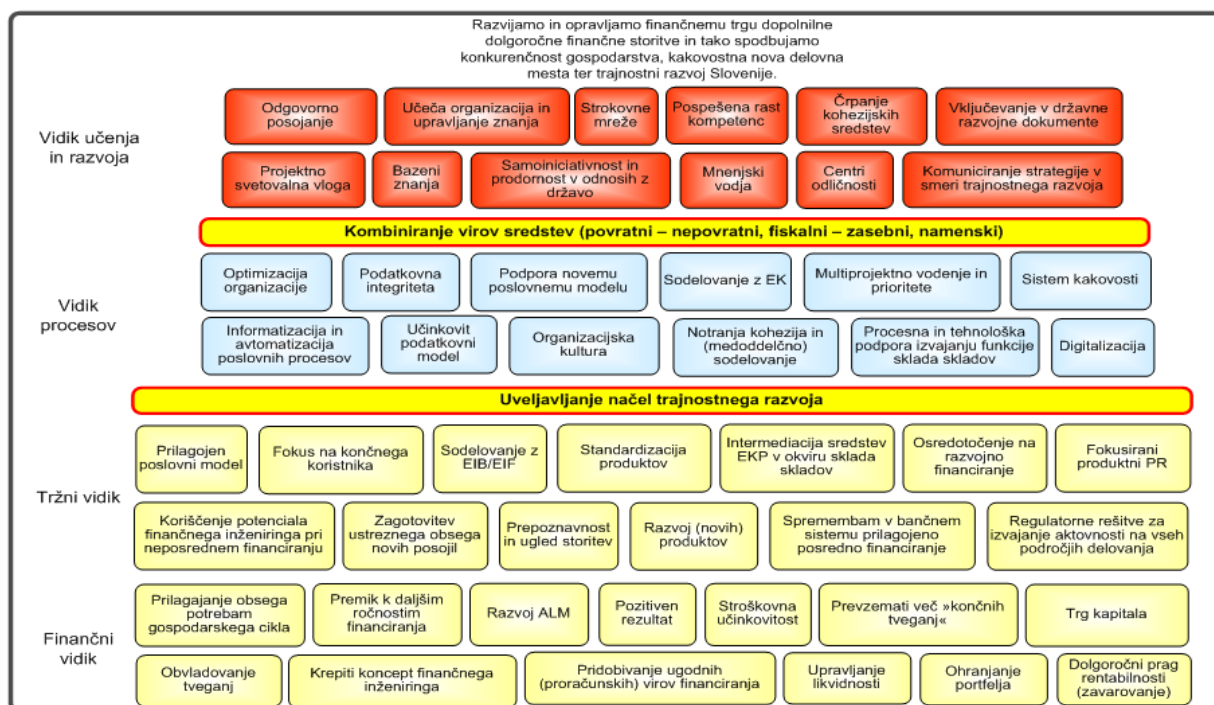 Razvijamo in opravljamo finančnemu trgu dopolnilne
dolgoročne finančne storitve in tako spodbujamo
konkurenčnost gospodarstva, kakovostna nova delovna
mesta ter trajnostni razvoj Slovenije.
Vidik učenja
in razvoja
Odgovorno
posojanje
Učeča organizacija in
upravljanje znanja
Strokovne
mreže
Pospešena rast
kompetenc
Črpanje
kohezijskih
sredstev
Vključevanje v državne
razvojne dokumente
Projektno
svetovalna vloga
Bazeni
znanja
Samoiniciativnost in
prodornost v odnosih z
državo
Mnenjski
vodja
Centri
odličnosti
Komuniciranje strategije v
smeri trajnostnega razvoja
Kombiniranje virov sredstev (povratni – nepovratni, fiskalni – zasebni, namenski)
Vidik
procesov
Optimizacija
organizacije
Podatkovna
integriteta
Podpora novemu
poslovnemu modelu
Sodelovanje z EK
Multiprojektno vodenje in
prioritete
Sistem kakovosti
Informatizacija in
avtomatizacija
poslovnih procesov
Učinkovit
podatkovni
model
Organizacijska
kultura
Notranja kohezija in
(medoddelčno)
sodelovanje
Procesna in tehnološka
podpora izvajanju funkcije
sklada skladov
Digitalizacija
Uveljavljanje načel trajnostnega razvoja
Tržni vidik
Prilagojen
poslovni model
Fokus na končnega
koristnika
Sodelovanje z
EIB/EIF
Standardizacija
produktov
Intermediacija sredstev
EKP v okviru sklada
skladov
Osredotočenje na
razvojno
financiranje
Fokusirani
produktni PR
Koriščenje potenciala
finančnega inženiringa pri
neposrednem financiranju
Zagotovitev
ustreznega obsega
novih posojil
Prepoznavnost
in ugled storitev
Razvoj (novih)
produktov
Spremembam v bančnem
sistemu prilagojeno
posredno financiranje
Regulatorne rešitve za
izvajanje aktovnosti na vseh
področjih delovanja
Finančni
vidik
Prilagajanje obsega
potrebam
gospodarskega cikla
Premik k daljšim
ročnostim
financiranja
Razvoj ALM
Pozitiven
rezultat
Stroškovna
učinkovitost
Prevzemati več »končnih
tveganj«
Trg kapitala
Obvladovanje
tveganj
Krepiti koncept finančnega
inženiringa
Pridobivanje ugodnih
(proračunskih) virov financiranja
Upravljanje
likvidnosti
Ohranjanje
portfelja
Dolgoročni prag
rentabilnosti
(zavarovanje)